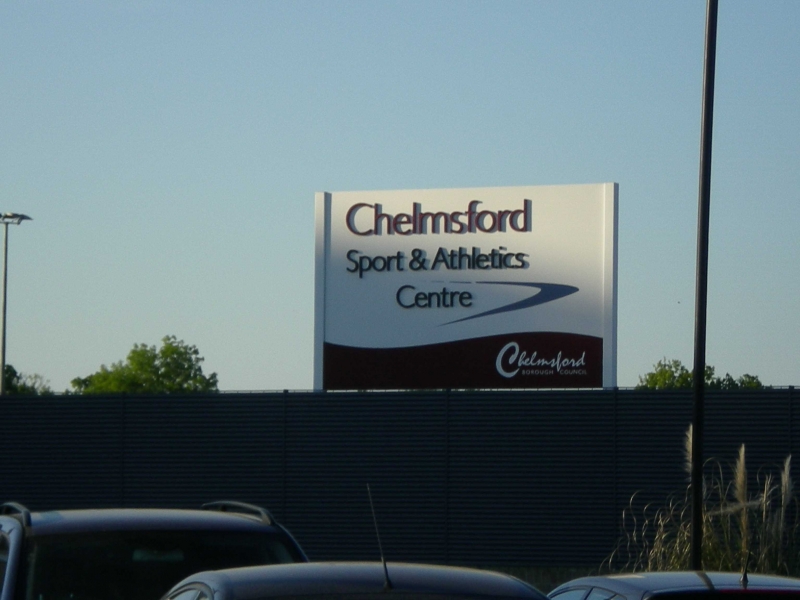 Chelmsford
Sport & Athletics
Centre
Chelmsford
BOROUGH COUNCIL